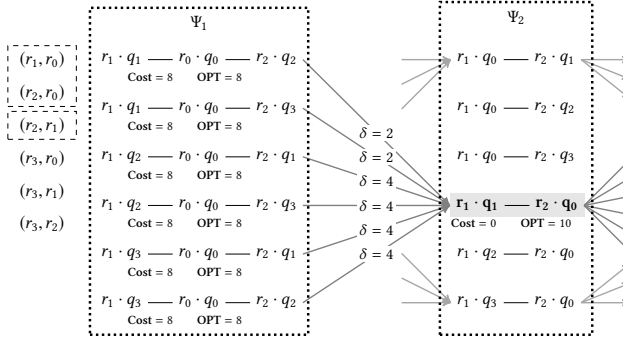 Ψ₁
Ψ₂
(r₁, r₀)
(r₂, r₀)
(r₂, r₁)
(r₃, r₀)
(r₃, r₁)
(r₃, r₂)
r₁ · q₁ — r₀ · q₀ — r₂ · q₂
Cost = 8 OPT = 8
r₁ · q₁ — r₀ · q₀ — r₂ · q₃
Cost = 8 OPT = 8
r₁ · q₂ — r₀ · q₀ — r₂ · q₁
Cost = 8 OPT = 8
r₁ · q₂ — r₀ · q₀ — r₂ · q₃
Cost = 8 OPT = 8
r₁ · q₃ — r₀ · q₀ — r₂ · q₁
Cost = 8 OPT = 8
r₁ · q₃ — r₀ · q₀ — r₂ · q₂
Cost = 8 OPT = 8
δ = 2
δ = 2
δ = 4
δ = 4
δ = 4
δ = 4
r₁ · q₀ — r₂ · q₁
r₁ · q₀ — r₂ · q₂
r₁ · q₀ — r₂ · q₃
r₁ · q₁ — r₂ · q₀
Cost = 0 OPT = 10
r₁ · q₂ — r₂ · q₀
r₁ · q₃ — r₂ · q₀